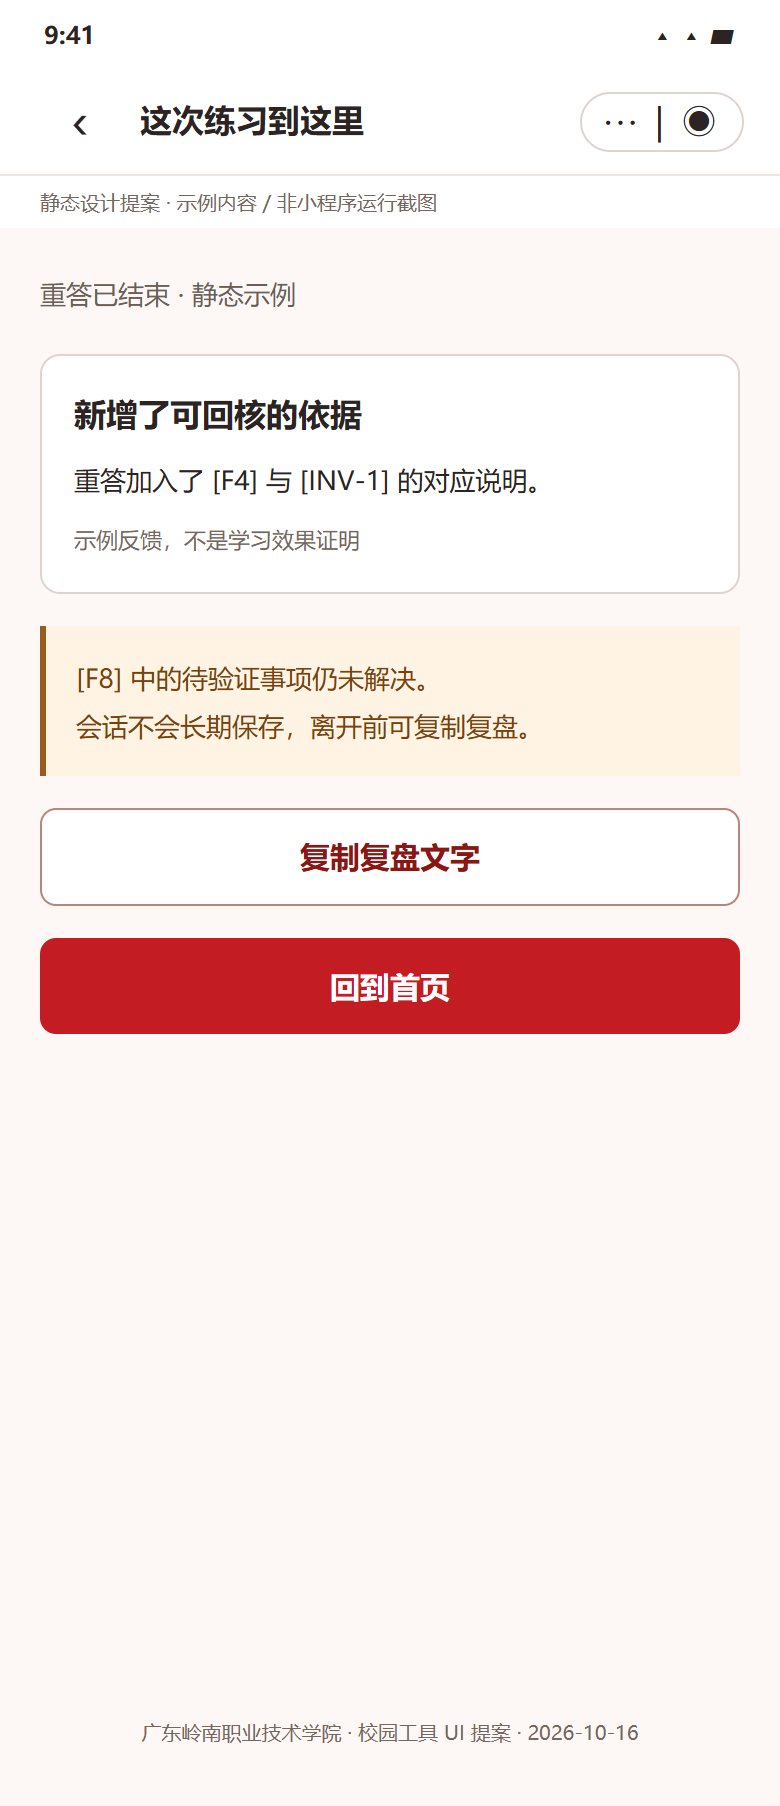 9:41
这次练习到这里
静态设计提案 · 示例内容 / 非小程序运行截图
重答已结束 · 静态示例
新增了可回核的依据
重答加入了 [F4] 与 [INV-1] 的对应说明。
示例反馈，不是学习效果证明
[F8] 中的待验证事项仍未解决。
会话不会长期保存，离开前可复制复盘。
复制复盘文字
回到首页
广东岭南职业技术学院 · 校园工具 UI 提案 · 2026-10-16